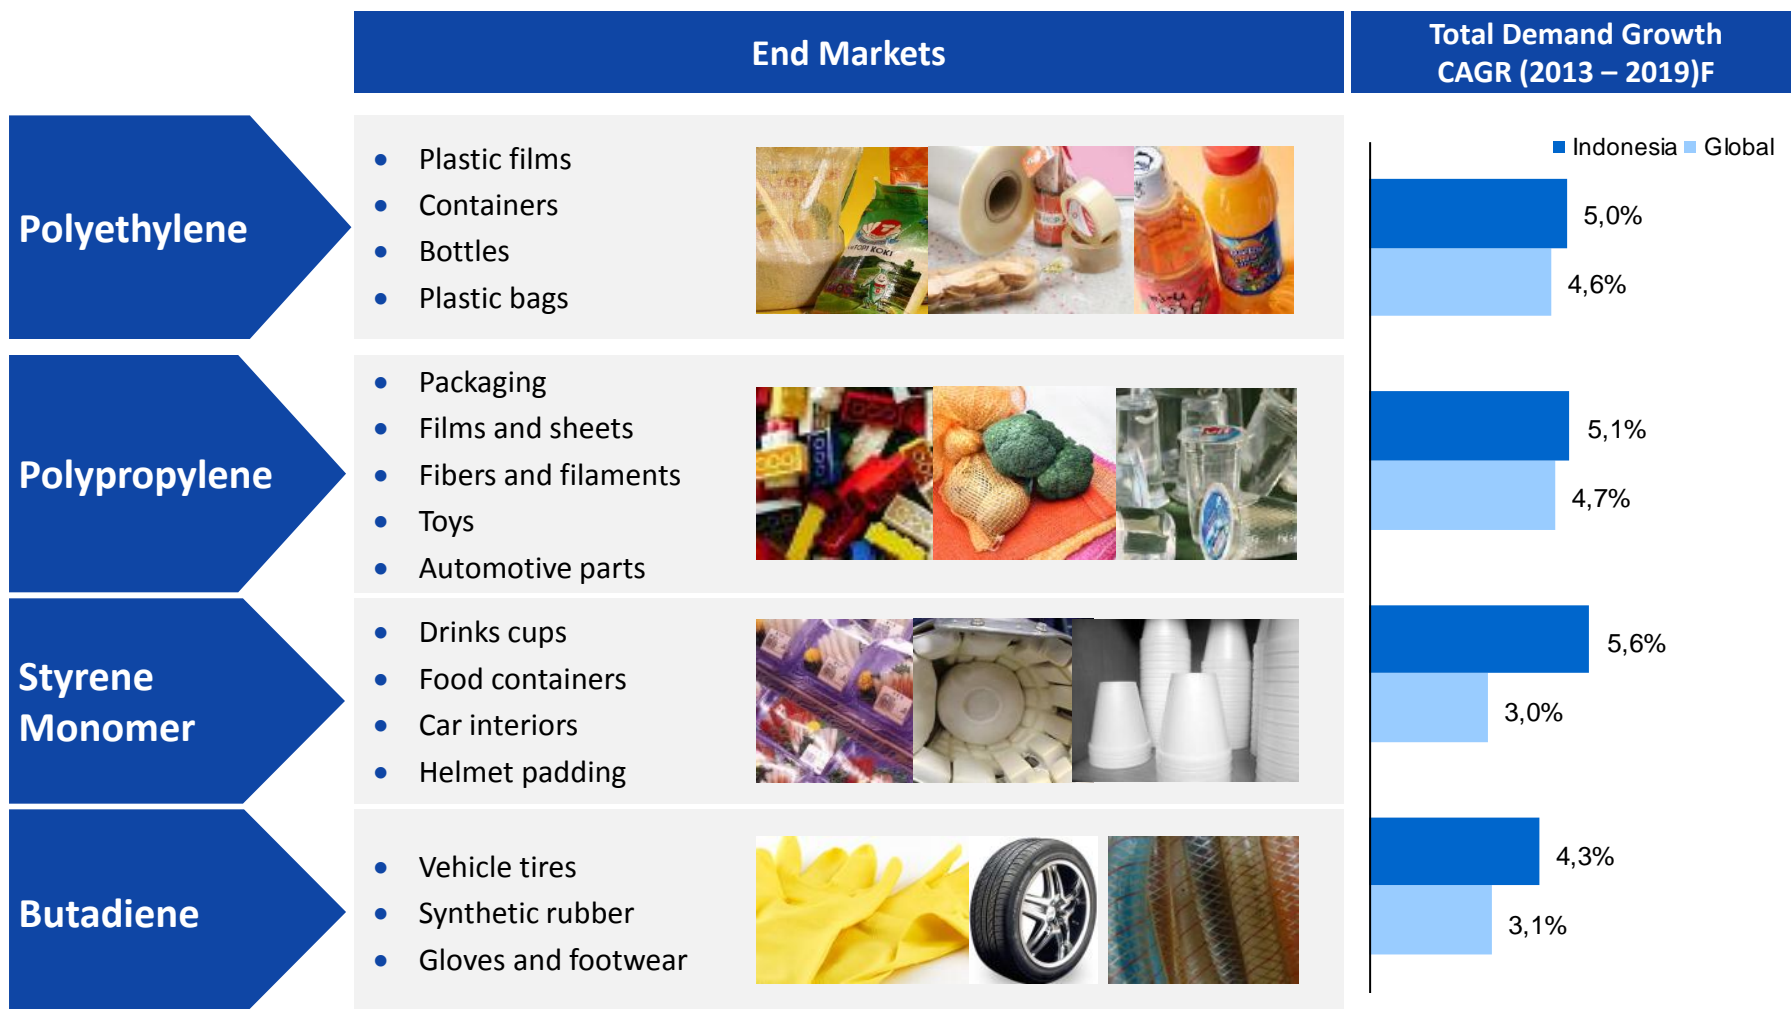 End Markets
Total Demand Growth
CAGR (2013 – 2019)F
Polyethylene
• Plastic films
• Containers
• Bottles
• Plastic bags
TOPI KOKI
Indonesia Global
5,0%
4,6%
Polypropylene
• Packaging
• Films and sheets
• Fibers and filaments
• Toys
• Automotive parts
5,1%
4,7%
Styrene
Monomer
• Drinks cups
• Food containers
• Car interiors
• Helmet padding
5,6%
3,0%
Butadiene
• Vehicle tires
• Synthetic rubber
• Gloves and footwear
4,3%
3,1%